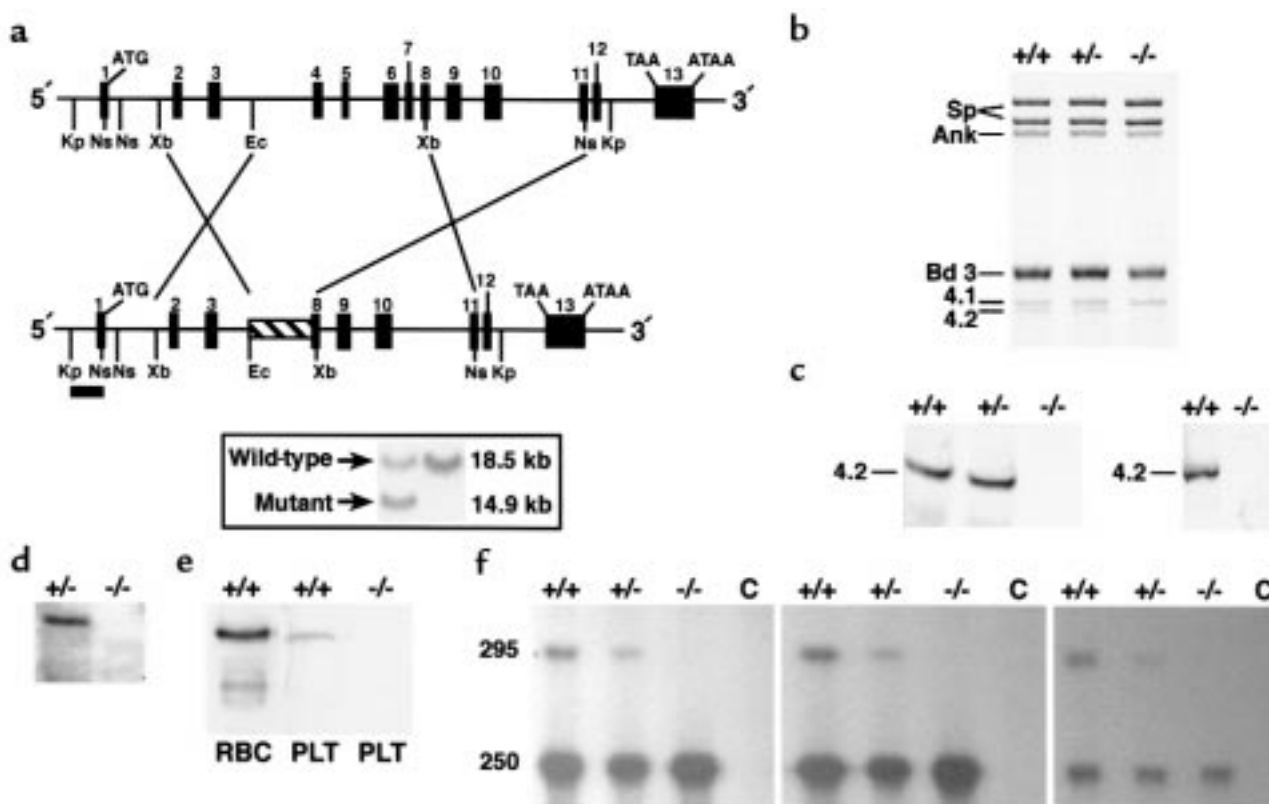 a
ATG
7
12
TAA
ATAA
1 2 3 4 5 6 8 9 10 11 13
5´ 3´
Kp Ns Ns Xb Ec Xb Ns Kp
ATG
12
TAA
ATAA
1 2 3 8 9 10 11 13
5´ 3´
Kp Ns Ns Xb Ec Xb Ns Kp
Wild-type 18.5 kb
Mutant 14.9 kb
b
+/+ +/- -/-
Sp
Ank
Bd 3
4.1
4.2
c
+/+ +/- -/- +/+ -/-
4.2 4.2
d
+/- -/-
e
+/+ +/+ -/-
RBC PLT PLT
f
+/+ +/- -/- C +/+ +/- -/- C +/+ +/- -/- C
295
250